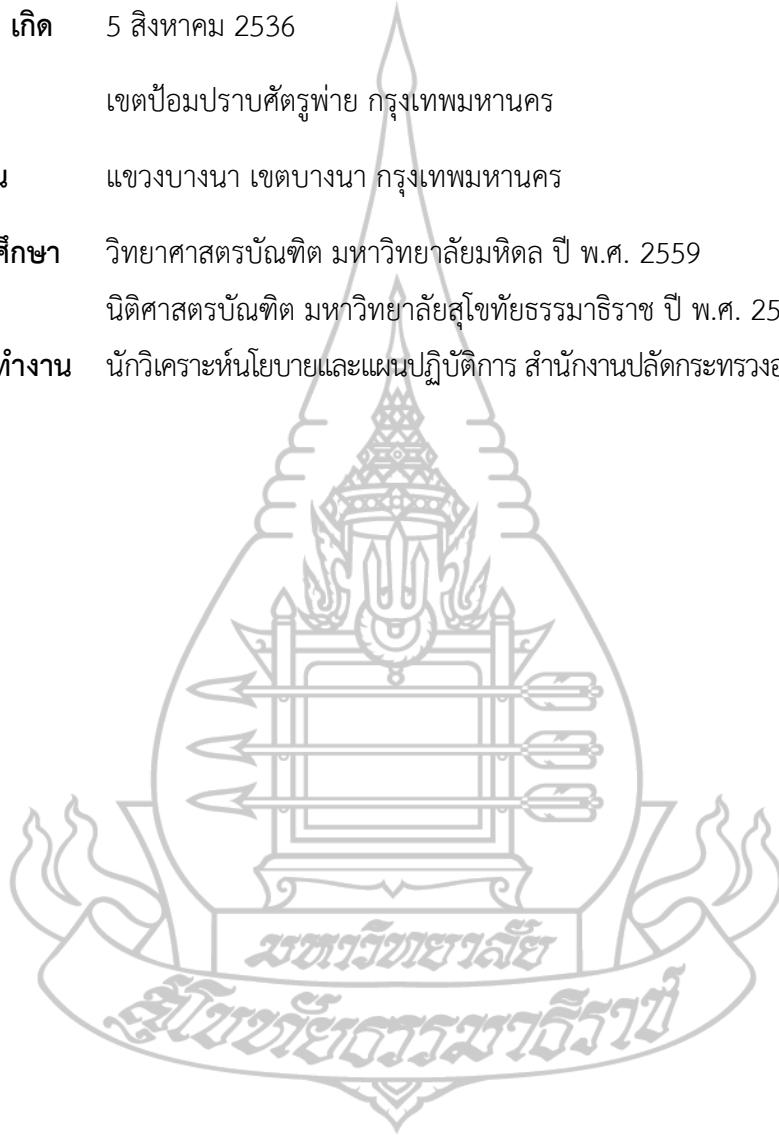 เกิด 5 สิงหาคม 2536
เขตป้อมปราบศัตรูพ่าย กรุงเทพมหานคร
แขวงบางนา เขตบางนา กรุงเทพมหานคร
ศึกษา วิทยาศาสตรบัณฑิต มหาวิทยาลัยมหิดล ปี พ.ศ. 2559
นิติศาสตรบัณฑิต มหาวิทยาลัยสุโขทัยธรรมาธิราช ปี พ.ศ.
ทำงาน นักวิเคราะห์นโยบายและแผนปฏิบัติการ สำนักงานปลัดกระทรวง
มหาวิทยาลัย
สุโขทัยธรรมาธิราช